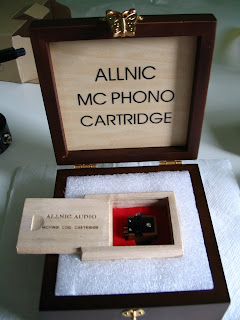 ALLNIC
MC PHONO
CARTRIDGE
ALLNIC AUDIO
MOVING COIL CARTRIDGE